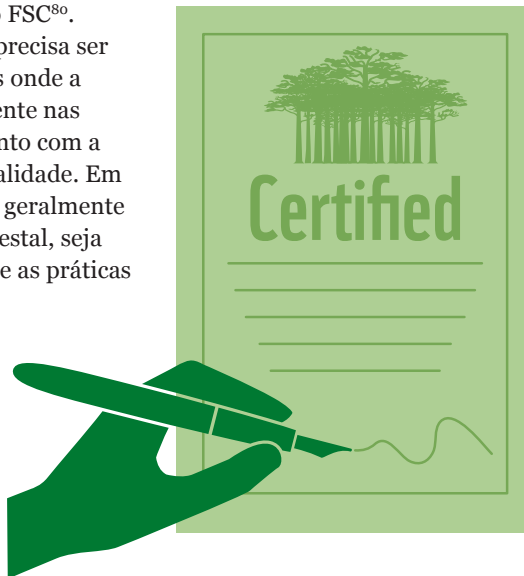 FSC⁸⁰.
precisa ser
onde a
ente nas
nto com a
alidade. Em
geralmente
estal, seja
e as práticas
Certified